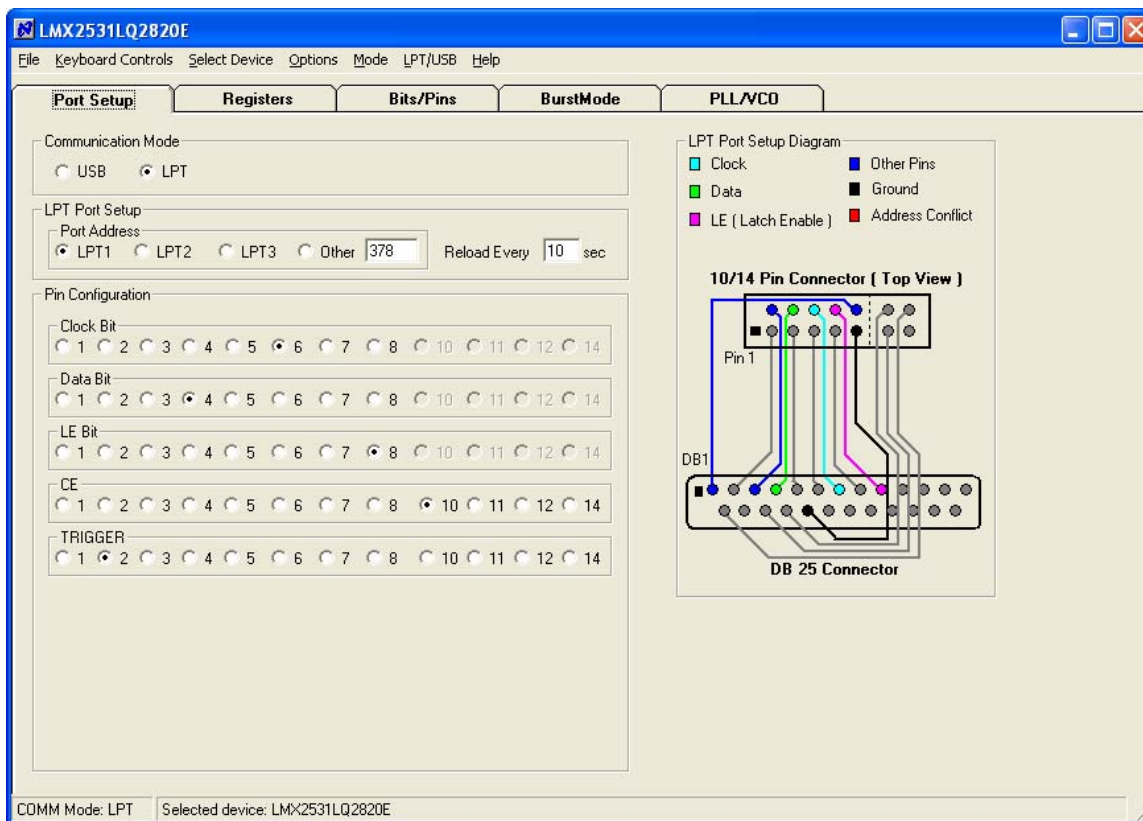 LMX2531LQ2820E
File Keyboard Controls Select Device Options Mode LPT/USB Help
Port Setup Registers Bits/Pins BurstMode PLL/VCO
Communication Mode
USB LPT
LPT Port Setup
Port Address
LPT1 LPT2 LPT3 Other 378 Reload Every 10 sec
Pin Configuration
Clock Bit
1 2 3 4 5 6 7 8 10 11 12 14
Data Bit
1 2 3 4 5 6 7 8 10 11 12 14
LE Bit
1 2 3 4 5 6 7 8 10 11 12 14
CE
1 2 3 4 5 6 7 8 10 11 12 14
TRIGGER
1 2 3 4 5 6 7 8 10 11 12 14
LPT Port Setup Diagram
Clock Other Pins
Data Ground
LE ( Latch Enable ) Address Conflict
10/14 Pin Connector ( Top View )
Pin 1
DB1
DB 25 Connector
COMM Mode: LPT Selected device: LMX2531LQ2820E